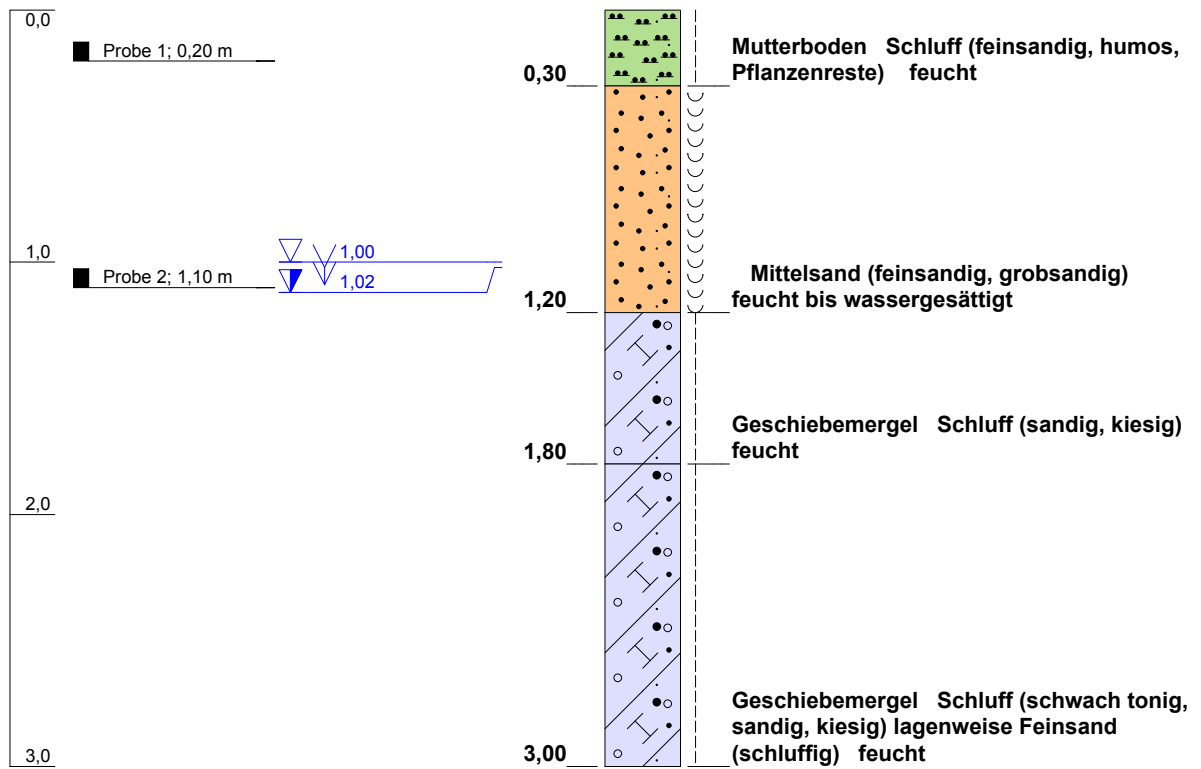 0,0
Probe 1; 0,20 m
Mutterboden Schluff (feinsandig, humos,
Pflanzenreste) feucht
0,30
1,0
1,00
Probe 2; 1,10 m
1,02
Mittelsand (feinsandig, grobsandig)
feucht bis wassergesättigt
1,20
Geschiebemergel Schluff (sandig, kiesig)
feucht
1,80
2,0
Geschiebemergel Schluff (schwach tonig,
sandig, kiesig) lagenweise Feinsand
(schluffig) feucht
3,00
3,0